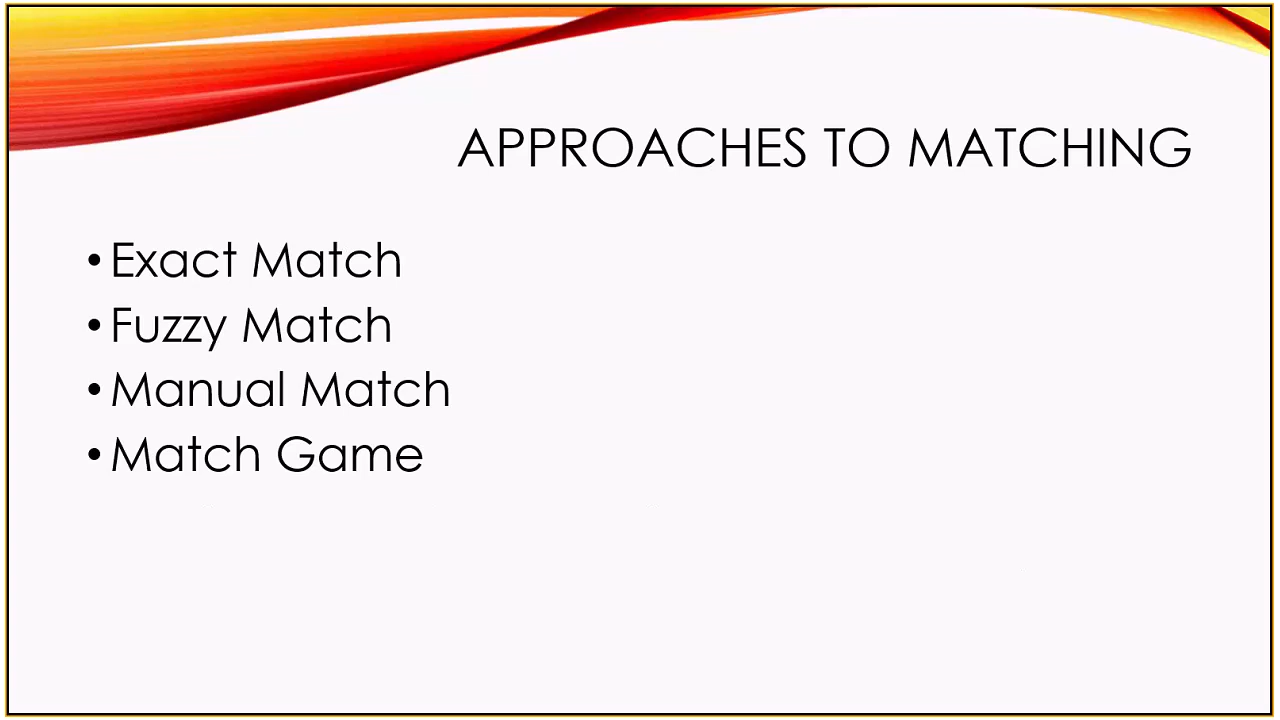 APPROACHES TO MATCHING
• Exact Match
• Fuzzy Match
• Manual Match
• Match Game